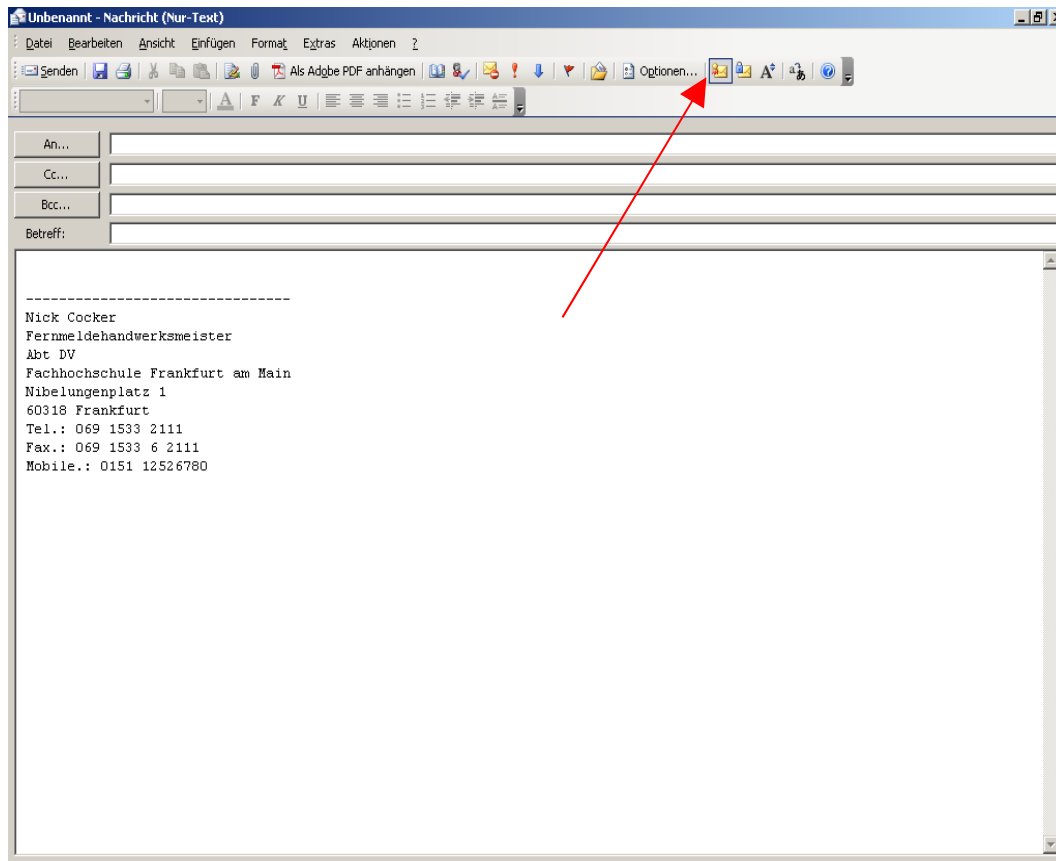 Unbenannt - Nachricht (Nur-Text)
Datei Bearbeiten Ansicht Einfügen Format Extras Aktionen ?
Senden Als Adobe PDF anhängen Optionen...
A F K U
An...
Cc...
Bcc...
Betreff:
--------------------------------
Nick Cocker
Fernmeldehandwerksmeister
Abt DV
Fachhochschule Frankfurt am Main
Nibelungenplatz 1
60318 Frankfurt
Tel.: 069 1533 2111
Fax.: 069 1533 6 2111
Mobile.: 0151 12526780